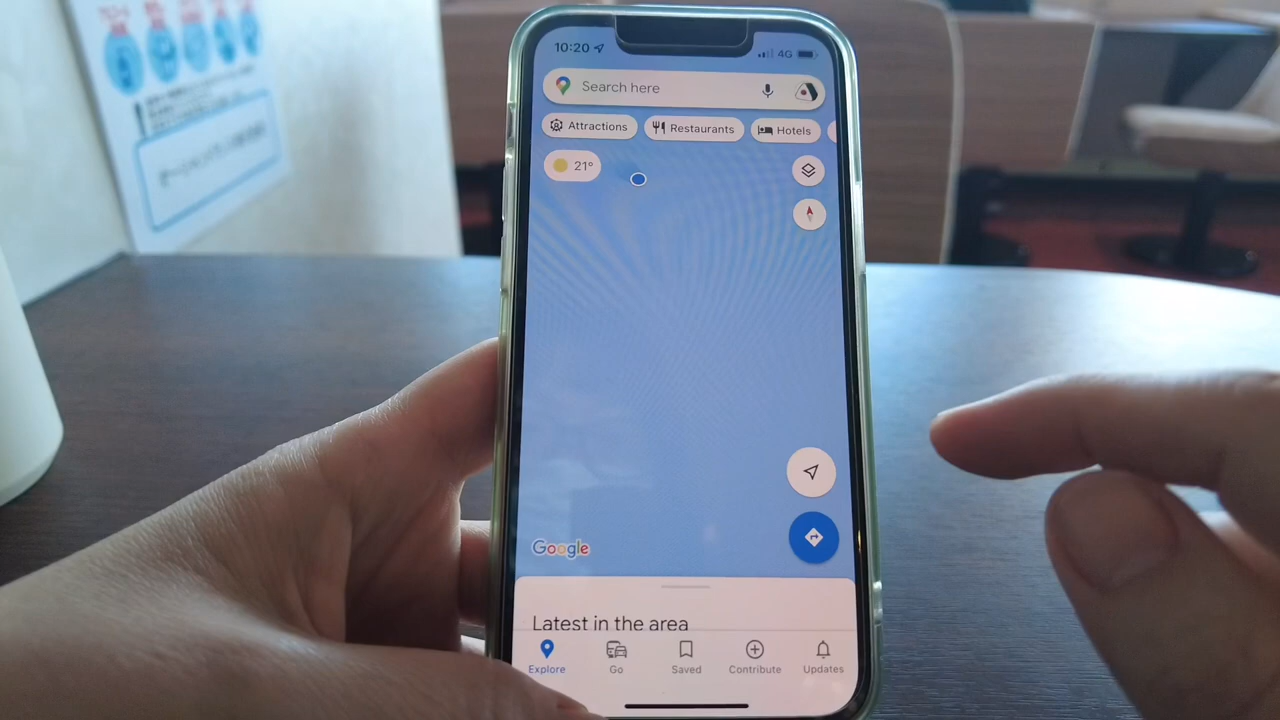 10:20
4G
Search here
Attractions
Restaurants
Hotels
21°
Google
Latest in the area
Explore
Go
Saved
Contribute
Updates